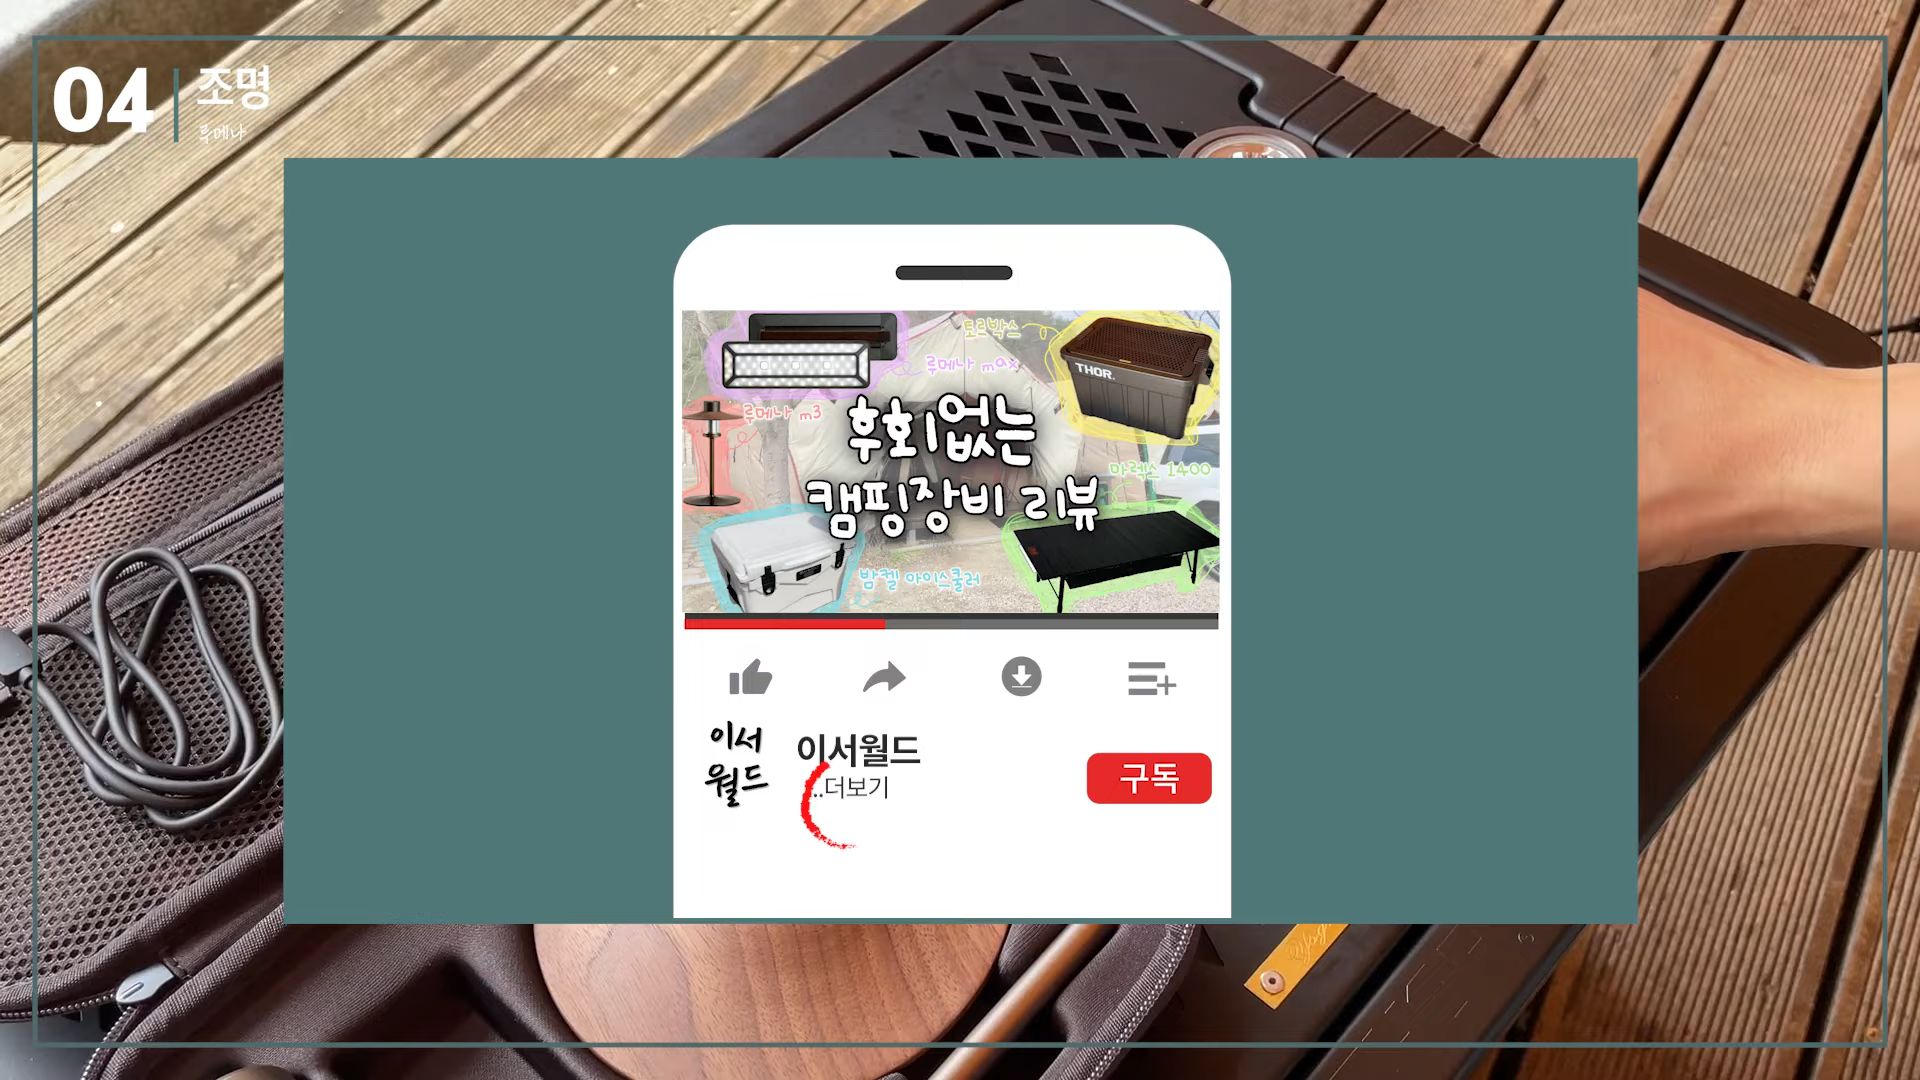 04
조명
루메나
토르박스
루메나 max
THOR.
루메나 m3
후회없는
캠핑장비 리뷰
마렉스 1400
밤켈 아이스쿨러
이서
월드
이서월드
...더보기
구독